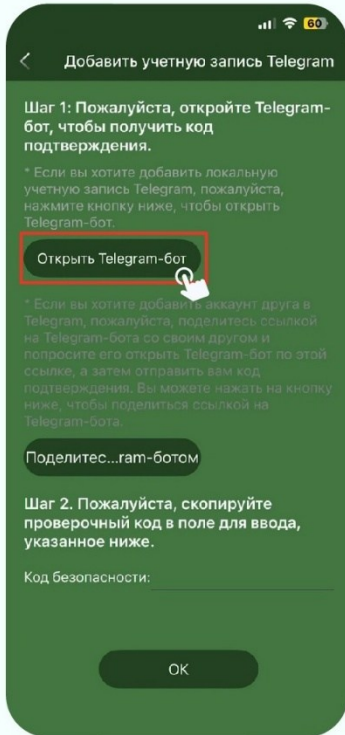 60
Добавить учетную запись Telegram
Шаг 1: Пожалуйста, откройте Telegram-
бот, чтобы получить код
подтверждения.
* Если вы хотите добавить локальную
учетную запись Telegram, пожалуйста,
нажмите кнопку ниже, чтобы открыть
Telegram-бот.
Открыть Telegram-бот
* Если вы хотите добавить аккаунт друга в
Telegram, пожалуйста, поделитесь ссылкой
на Telegram-бота со своим другом и
попросите его открыть Telegram-бот по этой
ссылке, а затем отправить вам код
подтверждения. Вы можете нажать на кнопку
ниже, чтобы поделиться ссылкой на
Telegram-бота.
Поделитес...ram-ботом
Шаг 2. Пожалуйста, скопируйте
проверочный код в поле для ввода,
указанное ниже.
Код безопасности:
OK